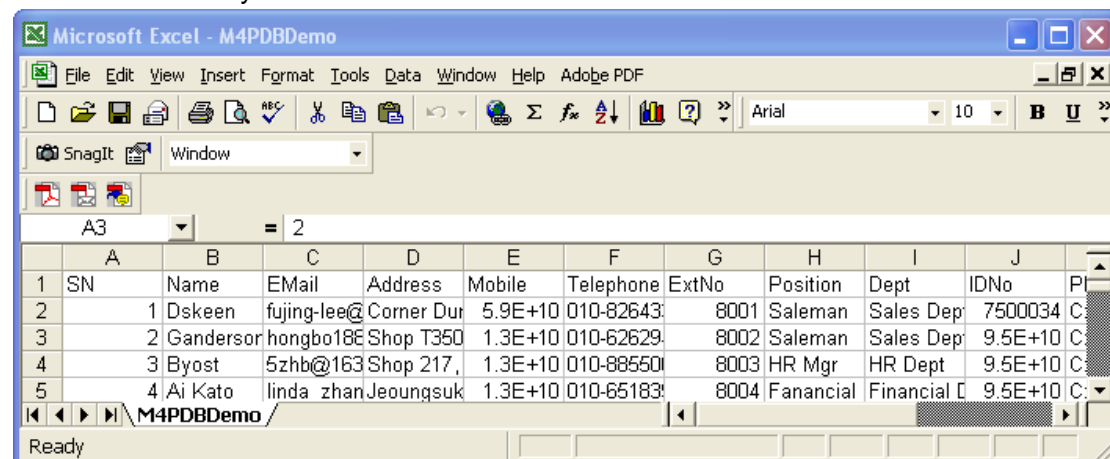 Microsoft Excel - M4PDBDemo
File Edit View Insert Format Tools Data Window Help Adobe PDF
ABC Σ fx A Z ? » Arial 10 B U »
SnagIt Window
A3 = 2
A B C D E F G H I J
1 SN Name EMail Address Mobile Telephone ExtNo Position Dept IDNo
2 1 Dskeen fujing-lee@ Corner Dur 5.9E+10 010-82643 8001 Saleman Sales Dep 7500034 C:
3 2 Ganderson hongbo188 Shop T350 1.3E+10 010-62629 8002 Saleman Sales Dep 9.5E+10 C:
4 3 Byost 5zhb@163 Shop 217, 1.3E+10 010-88550 8003 HR Mgr HR Dept 9.5E+10 C:
5 4 Ai Kato linda_zhan Jeoungsuk 1.3E+10 010-65183 8004 Fanancial Financial D 9.5E+10 C:
M4PDBDemo
Ready